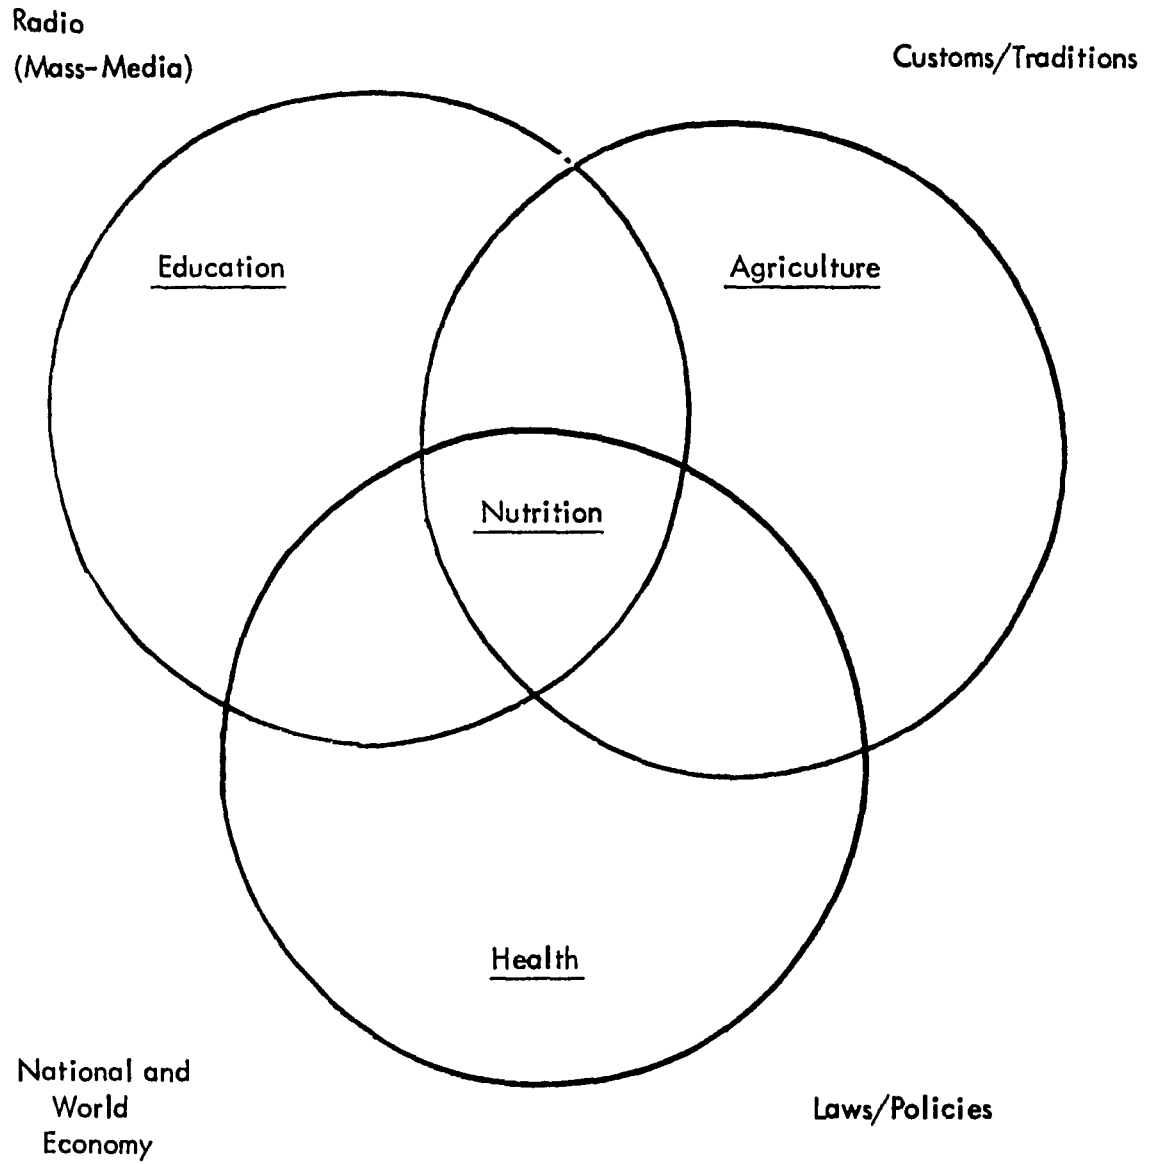 Radio
(Mass-Media)
Customs/Traditions
Education
Agriculture
Nutrition
Health
National and
World
Economy
Laws/Policies